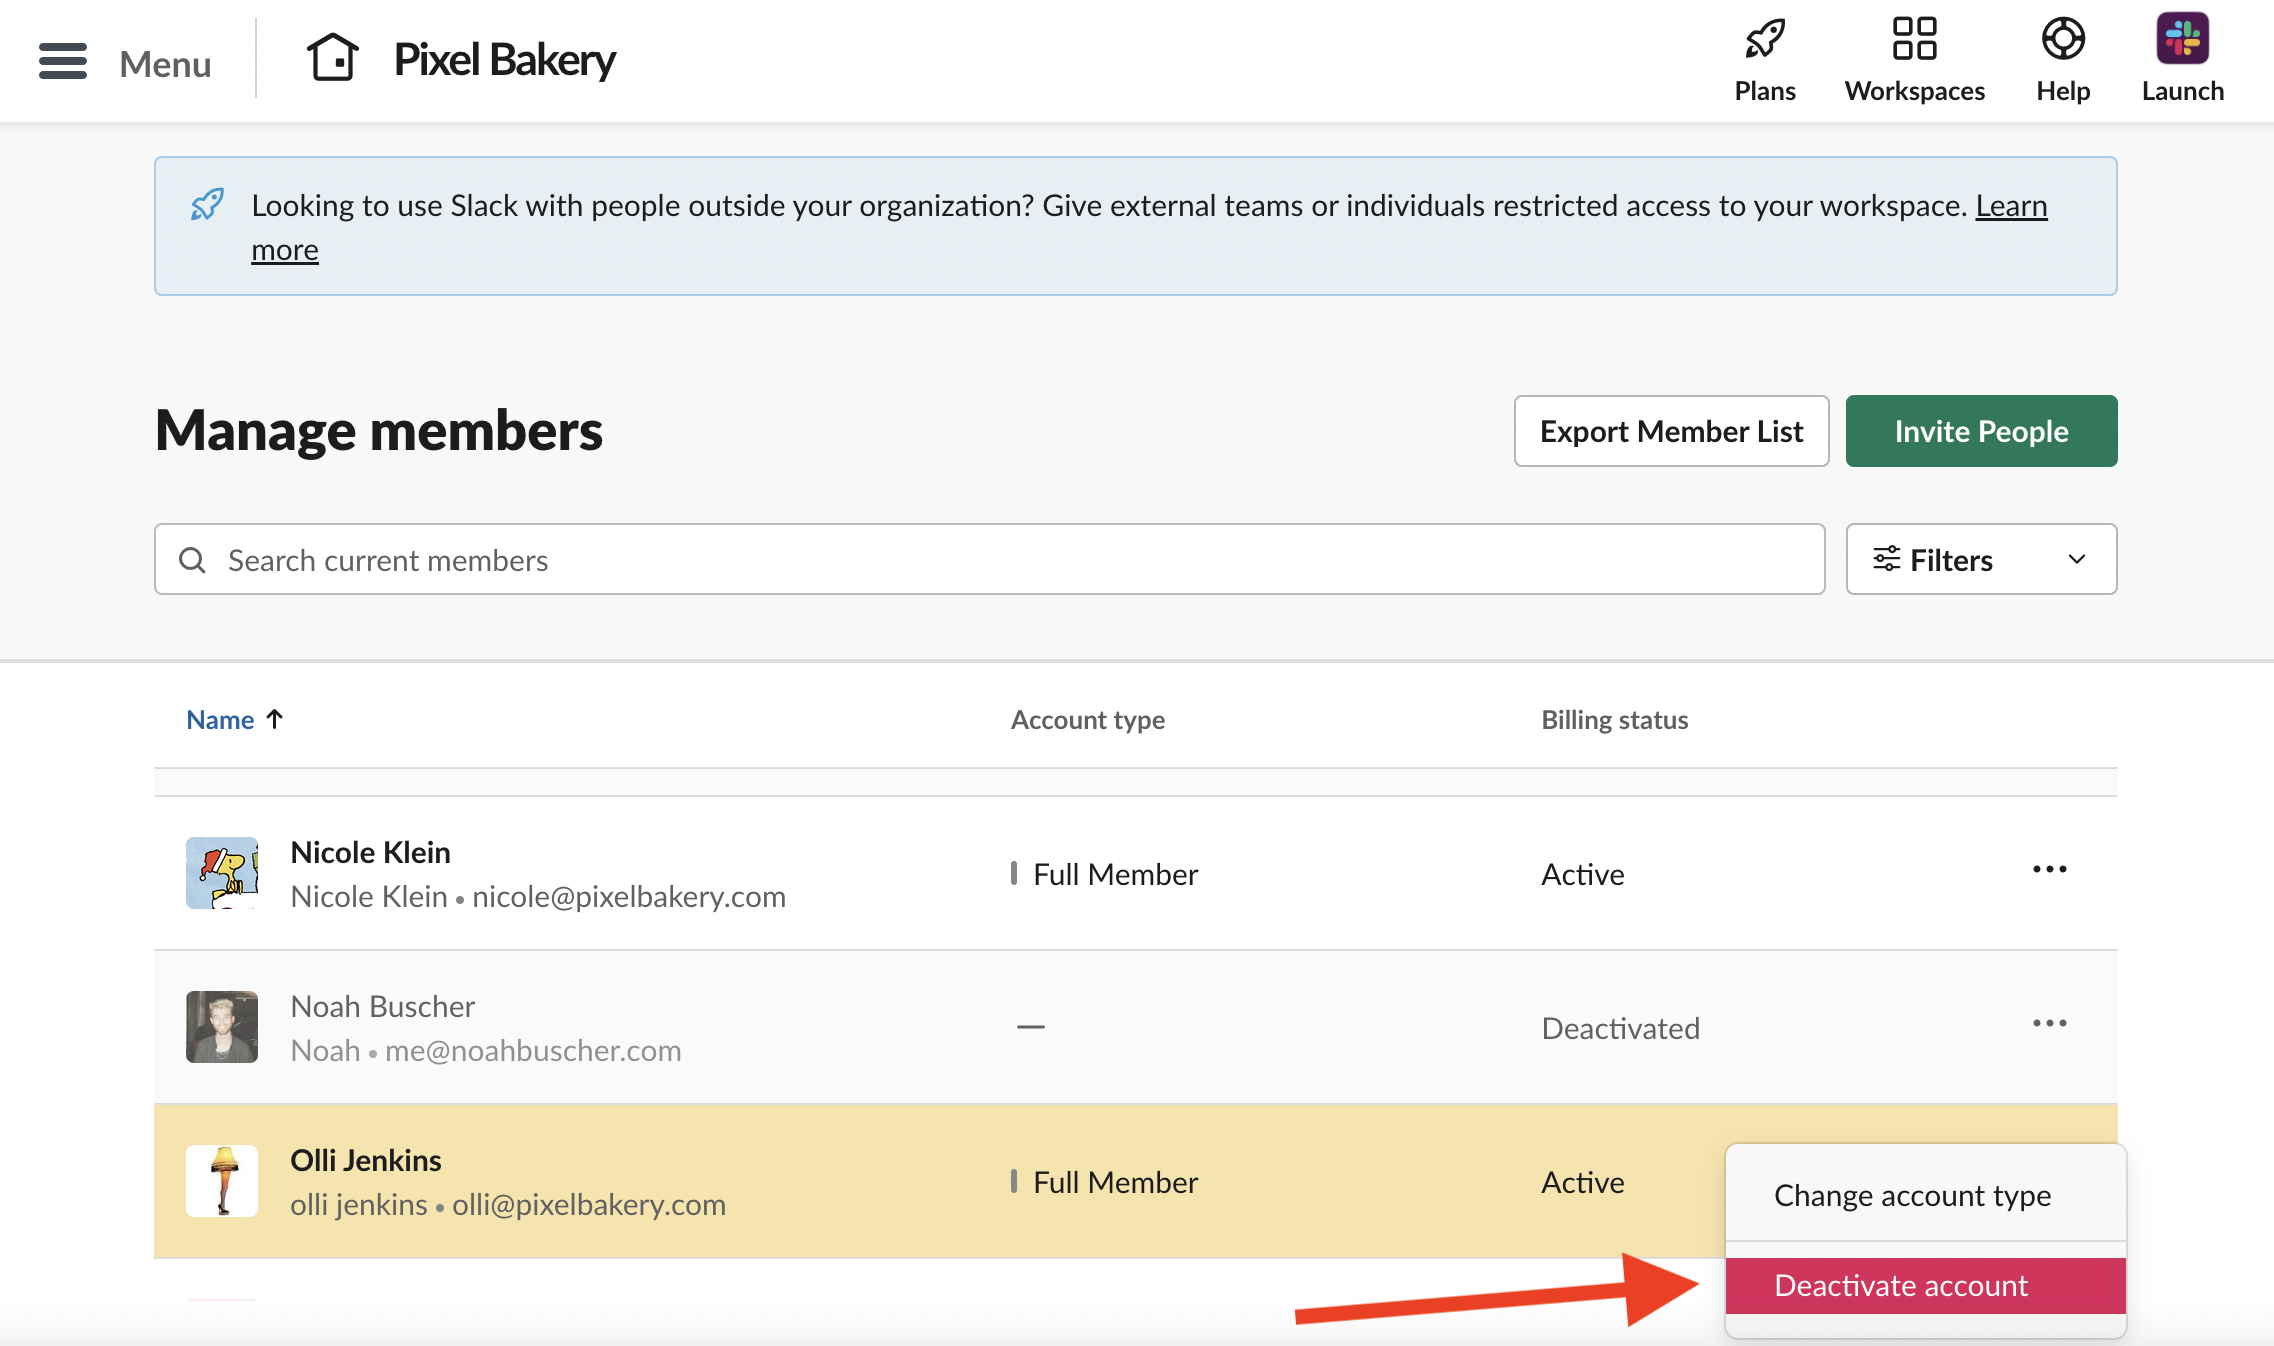 Menu
Pixel Bakery
Plans
Workspaces
Help
Launch
Looking to use Slack with people outside your organization? Give external teams or individuals restricted access to your workspace. Learn
more
Manage members
Export Member List
Invite People
Search current members
Filters
Name ↑
Account type
Billing status
Nicole Klein
Nicole Klein • nicole@pixelbakery.com
Full Member
Active
Noah Buscher
Noah • me@noahbuscher.com
—
Deactivated
Olli Jenkins
olli jenkins • olli@pixelbakery.com
Full Member
Active
Change account type
Deactivate account